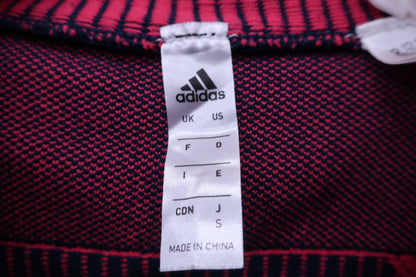 adidas
UK US
F D
I E
CDN J
S
MADE IN CHINA